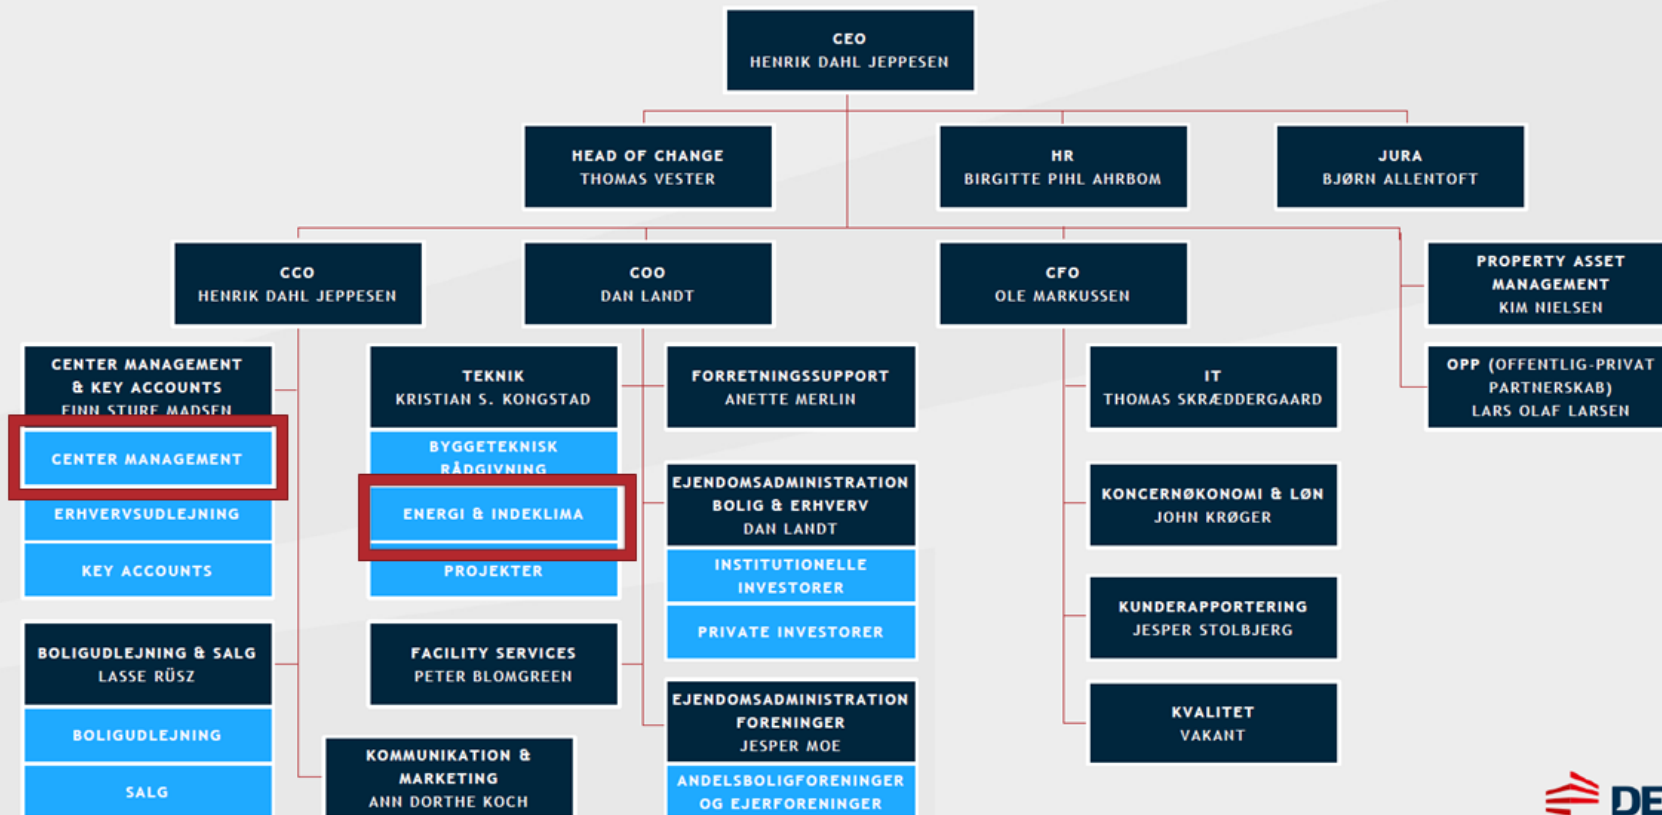 CEO
HENRIK DAHL JEPPESEN
HEAD OF CHANGE
THOMAS VESTER
HR
BIRGITTE PIHL AHRBOM
JURA
BJØRN ALLENTOFT
CCO
HENRIK DAHL JEPPESEN
COO
DAN LANDT
CFO
OLE MARKUSSEN
PROPERTY ASSET
MANAGEMENT
KIM NIELSEN
OPP (OFFENTLIG-PRIVAT
PARTNERSKAB)
LARS OLAF LARSEN
CENTER MANAGEMENT
& KEY ACCOUNTS
FINN STURE MADSEN
CENTER MANAGEMENT
ERHVERVSUDLEJNING
KEY ACCOUNTS
BOLIGUDLEJNING & SALG
LASSE RÜSZ
BOLIGUDLEJNING
SALG
KOMMUNIKATION &
MARKETING
ANN DORTHE KOCH
TEKNIK
KRISTIAN S. KONGSTAD
BYGGETEKNISK
RÅDGIVNING
ENERGI & INDEKLIMA
PROJEKTER
FACILITY SERVICES
PETER BLOMGREEN
FORRETNINGSSUPPORT
ANETTE MERLIN
EJENDOMSADMINISTRATION
BOLIG & ERHVERV
DAN LANDT
INSTITUTIONELLE
INVESTORER
PRIVATE INVESTORER
EJENDOMSADMINISTRATION
FORENINGER
JESPER MOE
ANDELSBOLIGFORENINGER
OG EJERFORENINGER
IT
THOMAS SKRÆDDERGAARD
KONCERNØKONOMI & LØN
JOHN KRØGER
KUNDERAPPORTERING
JESPER STOLBJERG
KVALITET
VAKANT
DE